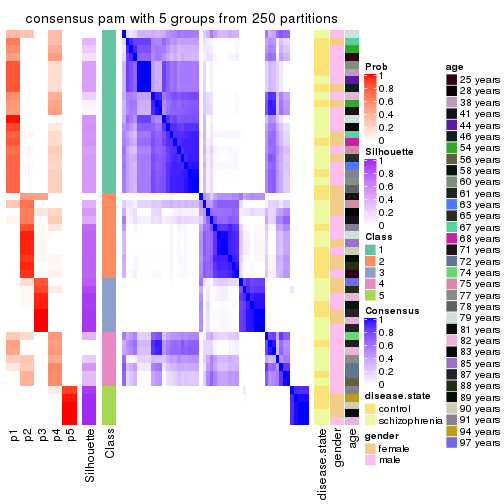 consensus pam with 5 groups from 250 partitions
p1
p2
p3
p4
p5
Silhouette
Class
disease.state
gender
age
Prob
1
0.8
0.6
0.4
0.2
0
Silhouette
1
0.8
0.6
0.4
0.2
0
Class
1
2
3
4
5
Consensus
1
0.8
0.6
0.4
0.2
0
disease.state
control
schizophrenia
gender
female
male
age
25 years
28 years
38 years
41 years
44 years
46 years
54 years
56 years
58 years
60 years
61 years
63 years
65 years
67 years
68 years
71 years
72 years
74 years
75 years
77 years
78 years
79 years
81 years
82 years
83 years
85 years
87 years
88 years
89 years
90 years
91 years
94 years
97 years